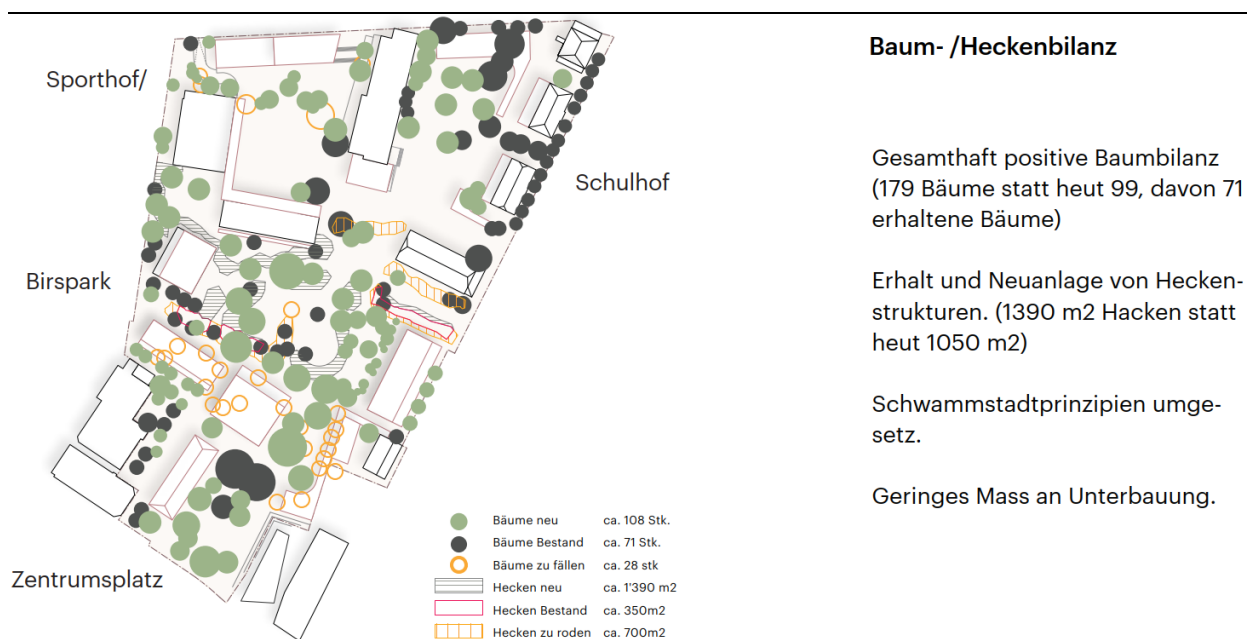 Baum- /Heckenbilanz
Sporthof/
Schulhof
Birspark
Zentrumsplatz
Gesamthaft positive Baumbilanz
(179 Bäume statt heut 99, davon 71
erhaltene Bäume)
Erhalt und Neuanlage von Hecken-
strukturen. (1390 m2 Hacken statt
heut 1050 m2)
Schwammstadtprinzipien umge-
setz.
Geringes Mass an Unterbauung.
Bäume neu ca. 108 Stk.
Bäume Bestand ca. 71 Stk.
Bäume zu fällen ca. 28 stk
Hecken neu ca. 1'390 m2
Hecken Bestand ca. 350m2
Hecken zu roden ca. 700m2